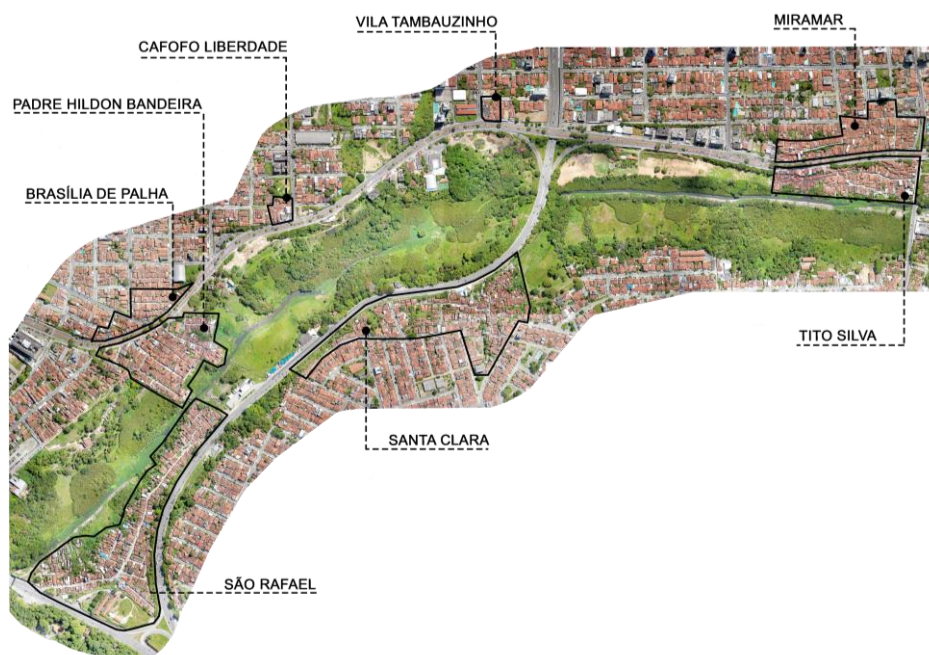 VILA TAMBAUZINHO
MIRAMAR
CAFOFO LIBERDADE
PADRE HILDON BANDEIRA
BRASÍLIA DE PALHA
TITO SILVA
SANTA CLARA
SÃO RAFAEL